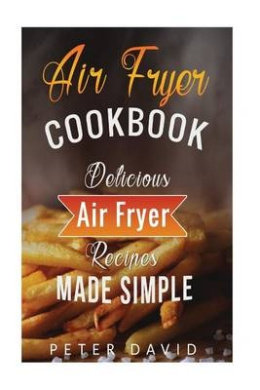 Air Fryer
COOKBOOK
Delicious
Air Fryer
Recipes
MADE SIMPLE
PETER DAVID